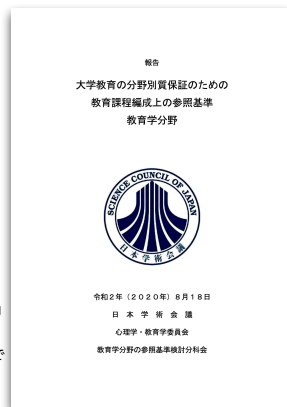 報告
大学教育の分野別質保証のための
教育課程編成上の参照基準
教育学分野
SCIENCE COUNCIL OF JAPAN
日本学術会議
令和2年(2020年)8月18日
日本学術会議
心理学・教育学委員会
教育学分野の参照基準検討分科会
で